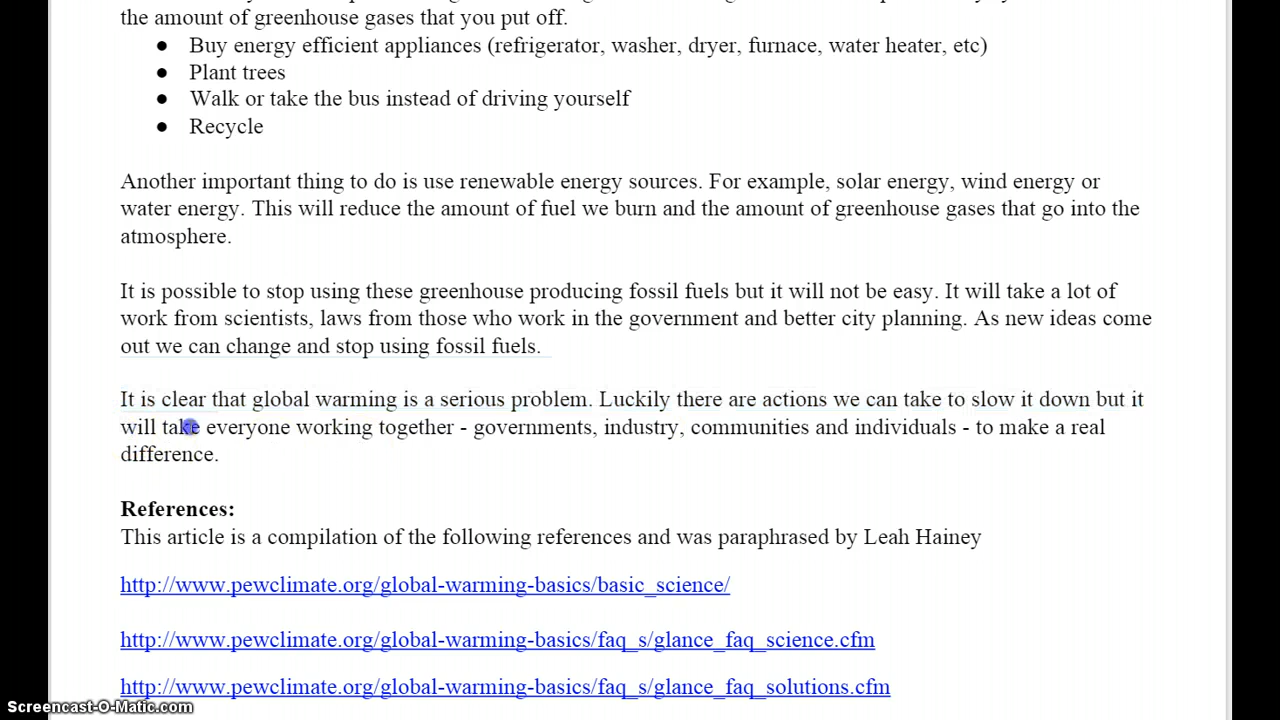 the amount of greenhouse gases that you put off.
● Buy energy efficient appliances (refrigerator, washer, dryer, furnace, water heater, etc)
● Plant trees
● Walk or take the bus instead of driving yourself
● Recycle
Another important thing to do is use renewable energy sources. For example, solar energy, wind energy or
water energy. This will reduce the amount of fuel we burn and the amount of greenhouse gases that go into the
atmosphere.
It is possible to stop using these greenhouse producing fossil fuels but it will not be easy. It will take a lot of
work from scientists, laws from those who work in the government and better city planning. As new ideas come
out we can change and stop using fossil fuels.
It is clear that global warming is a serious problem. Luckily there are actions we can take to slow it down but it
will take everyone working together - governments, industry, communities and individuals - to make a real
difference.
References:
This article is a compilation of the following references and was paraphrased by Leah Hainey
http://www.pewclimate.org/global-warming-basics/basic_science/
http://www.pewclimate.org/global-warming-basics/faq_s/glance_faq_science.cfm
http://www.pewclimate.org/global-warming-basics/faq_s/glance_faq_solutions.cfm
Screencast-O-Matic.com